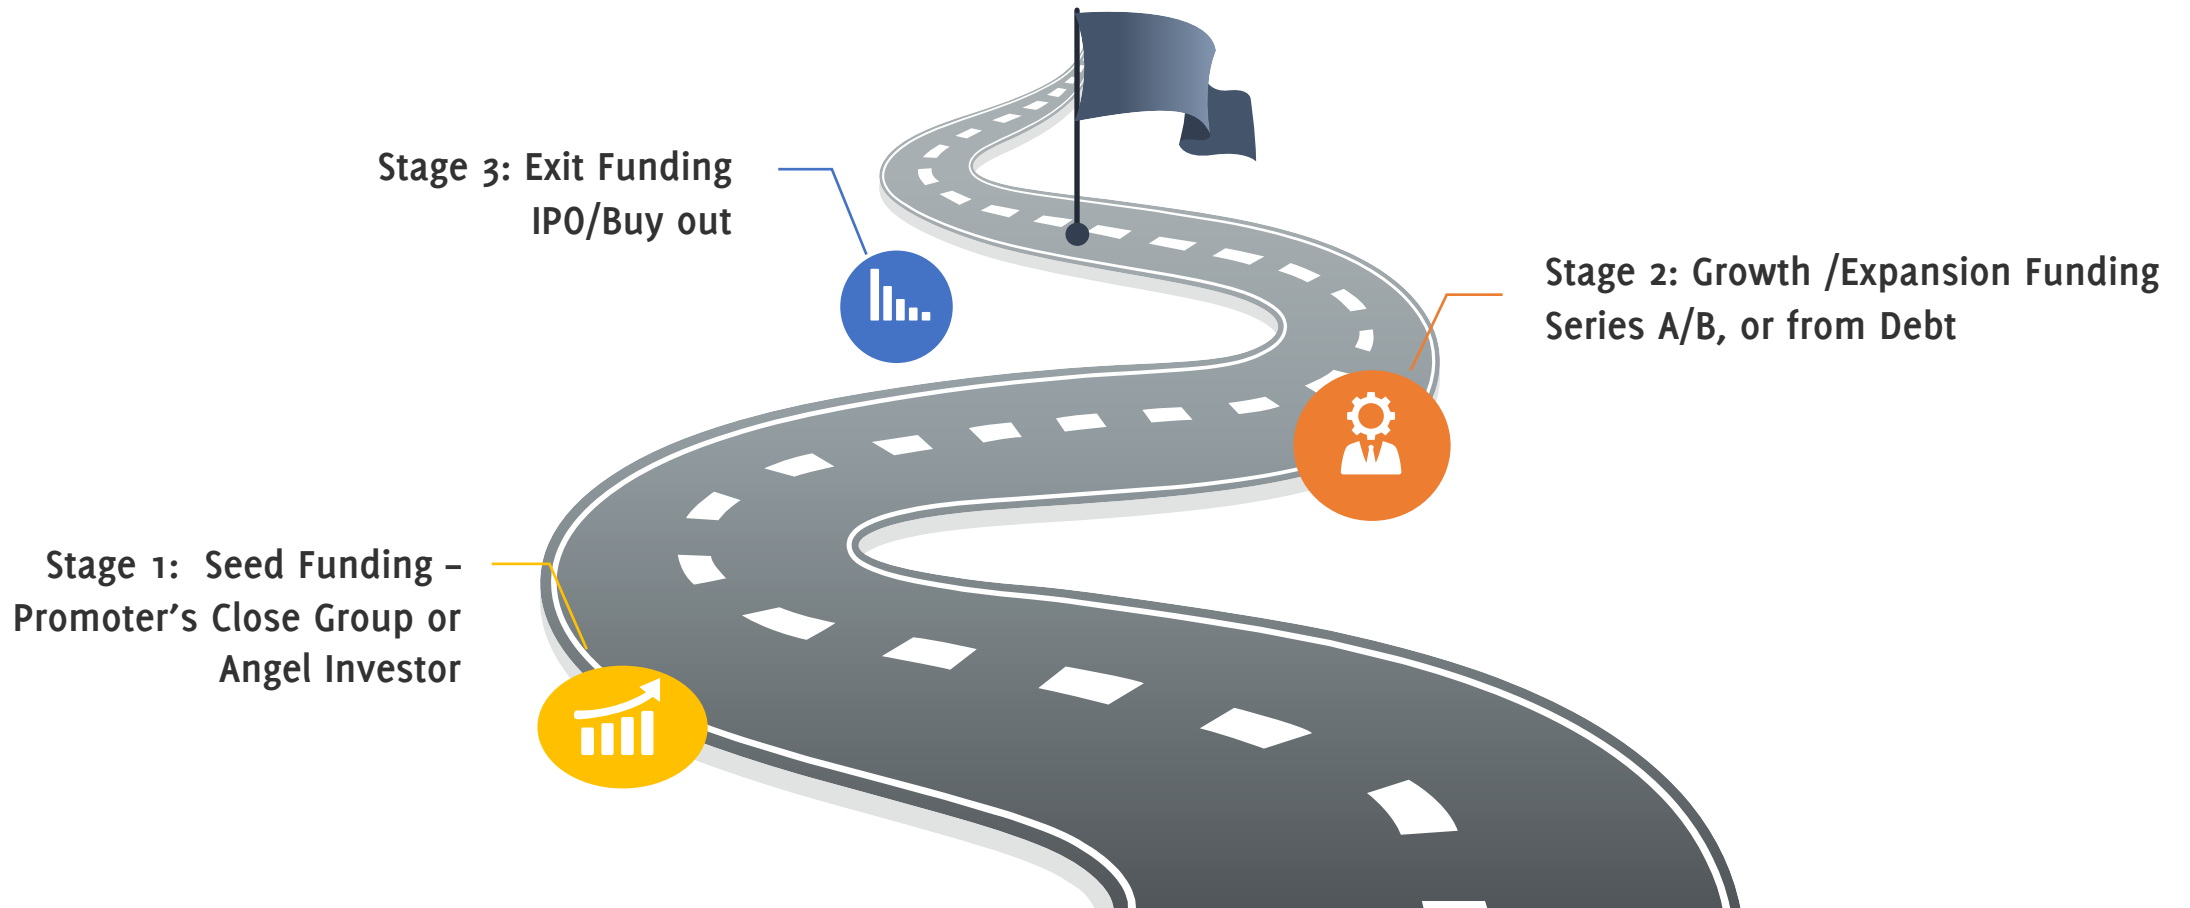 Stage 3: Exit Funding
IPO/Buy out
Stage 2: Growth /Expansion Funding
Series A/B, or from Debt
Stage 1:  Seed Funding –
Promoter’s Close Group or
Angel Investor